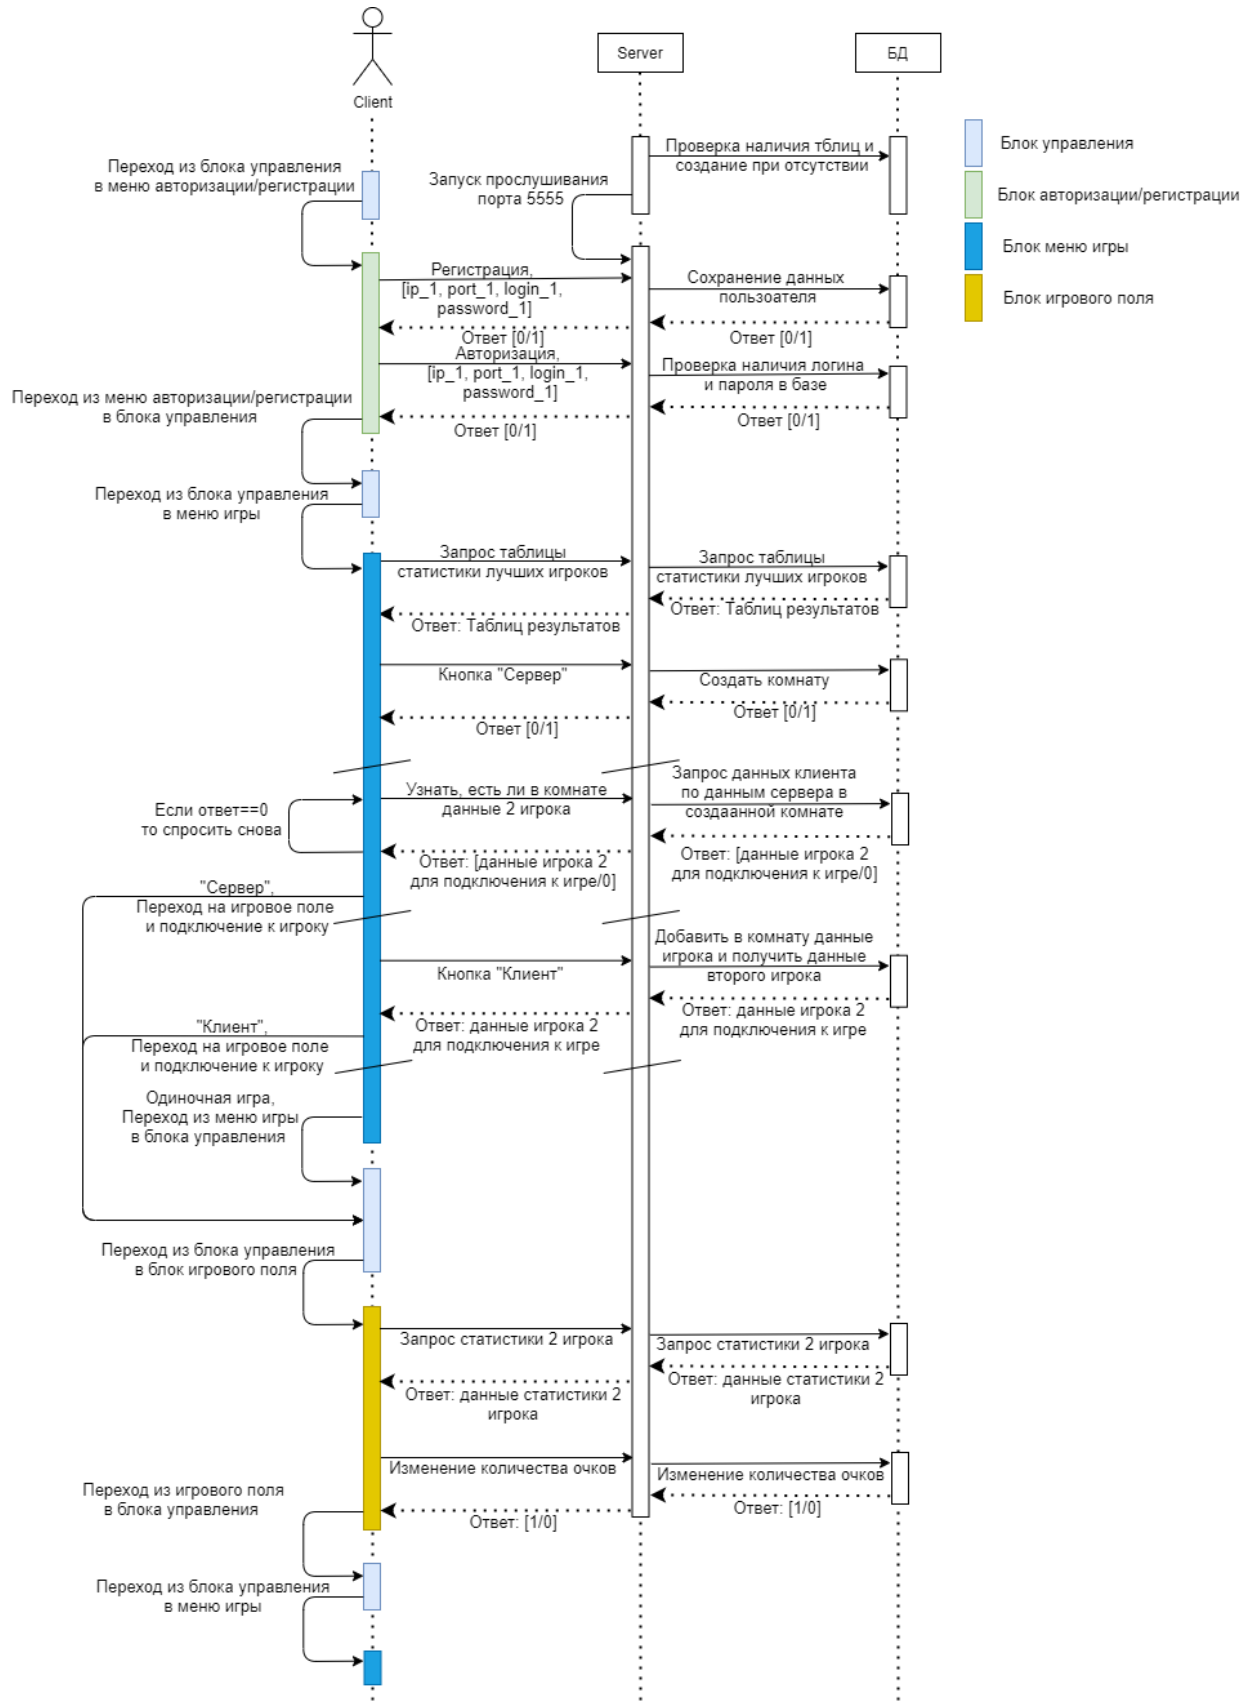 Client
Server
БД
Блок управления
Блок авторизации/регистрации
Блок меню игры
Блок игрового поля
Проверка наличия тблиц и
создание при отсутствии
Переход из блока управления
в меню авторизации/регистрации
Запуск прослушивания
порта 5555
Регистрация,
[ip_1, port_1, login_1,
password_1]
Сохранение данных
пользоателя
Ответ [0/1]
Ответ [0/1]
Авторизация,
[ip_1, port_1, login_1,
password_1]
Проверка наличия логина
и пароля в базе
Переход из меню авторизации/регистрации
в блока управления
Ответ [0/1]
Ответ [0/1]
Переход из блока управления
в меню игры
Запрос таблицы
статистики лучших игроков
Запрос таблицы
статистики лучших игроков
Ответ: Таблиц результатов
Ответ: Таблиц результатов
Кнопка "Сервер"
Создать комнату
Ответ [0/1]
Ответ [0/1]
Если ответ==0
то спросить снова
Узнать, есть ли в комнате
данные 2 игрока
Запрос данных клиента
по данным сервера в
создаанной комнате
Ответ: [данные игрока 2
для подключения к игре/0]
Ответ: [данные игрока 2
для подключения к игре/0]
"Сервер",
Переход на игровое поле
и подключение к игроку
Кнопка "Клиент"
Добавить в комнату данные
игрока и получить данные
второго игрока
Ответ: данные игрока 2
для подключения к игре
Ответ: данные игрока 2
для подключения к игре
"Клиент",
Переход на игровое поле
и подключение к игроку
Одиночная игра,
Переход из меню игры
в блока управления
Переход из блока управления
в блок игрового поля
Запрос статистики 2 игрока
Запрос статистики 2 игрока
Ответ: данные статистики 2
игрока
Ответ: данные статистики 2
игрока
Изменение количества очков
Изменение количества очков
Переход из игрового поля
в блока управления
Ответ: [1/0]
Ответ: [1/0]
Переход из блока управления
в меню игры